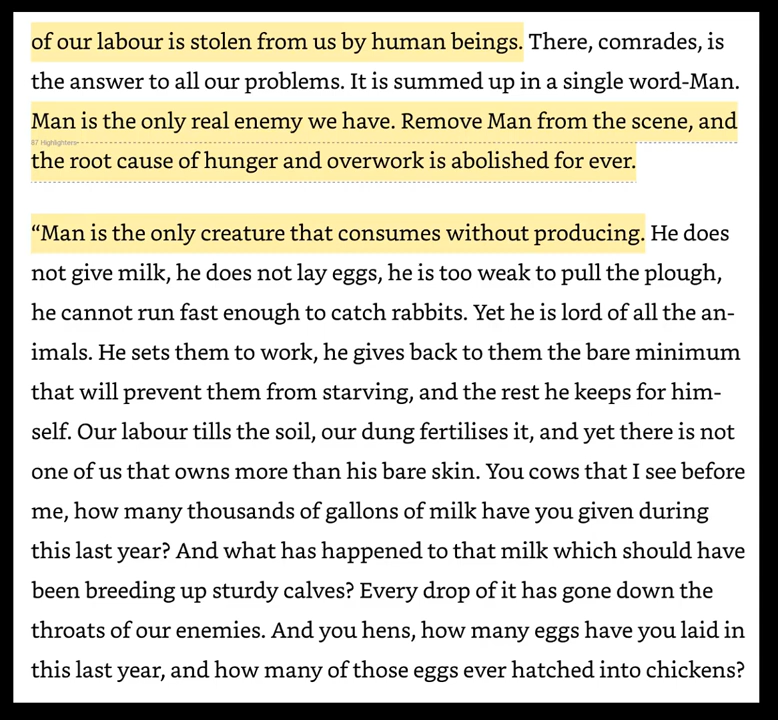 of our labour is stolen from us by human beings. There, comrades, is
the answer to all our problems. It is summed up in a single word-Man.
Man is the only real enemy we have. Remove Man from the scene, and
87 Highlighters
the root cause of hunger and overwork is abolished for ever.
“Man is the only creature that consumes without producing. He does
not give milk, he does not lay eggs, he is too weak to pull the plough,
he cannot run fast enough to catch rabbits. Yet he is lord of all the an-
imals. He sets them to work, he gives back to them the bare minimum
that will prevent them from starving, and the rest he keeps for him-
self. Our labour tills the soil, our dung fertilises it, and yet there is not
one of us that owns more than his bare skin. You cows that I see before
me, how many thousands of gallons of milk have you given during
this last year? And what has happened to that milk which should have
been breeding up sturdy calves? Every drop of it has gone down the
throats of our enemies. And you hens, how many eggs have you laid in
this last year, and how many of those eggs ever hatched into chickens?